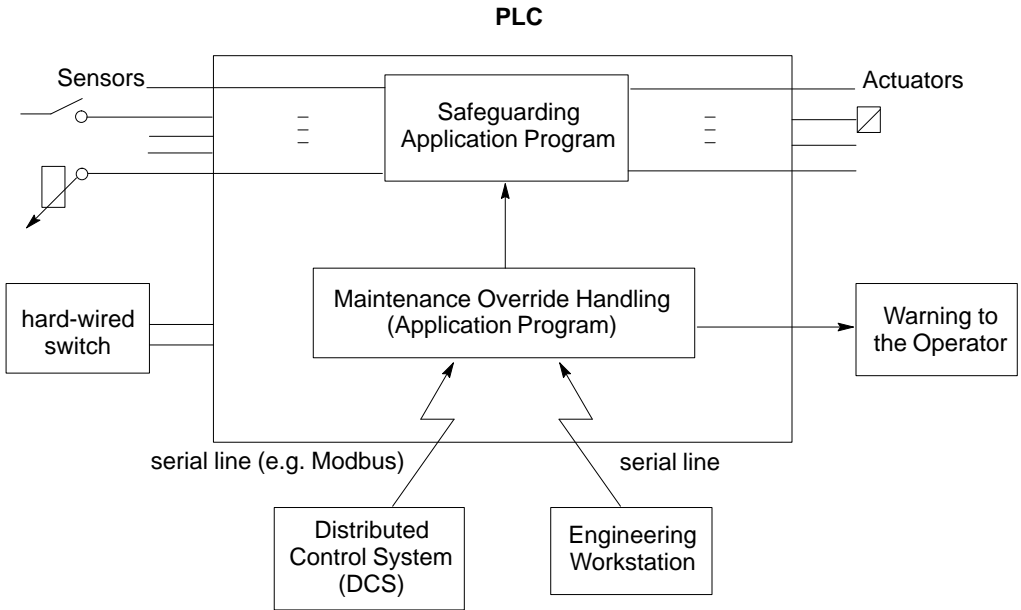 PLC
Sensors
Actuators
Safeguarding
Application Program
Maintenance Override Handling
(Application Program)
hard-wired
switch
Warning to
the Operator
serial line (e.g. Modbus)
serial line
Distributed
Control System
(DCS)
Engineering
Workstation